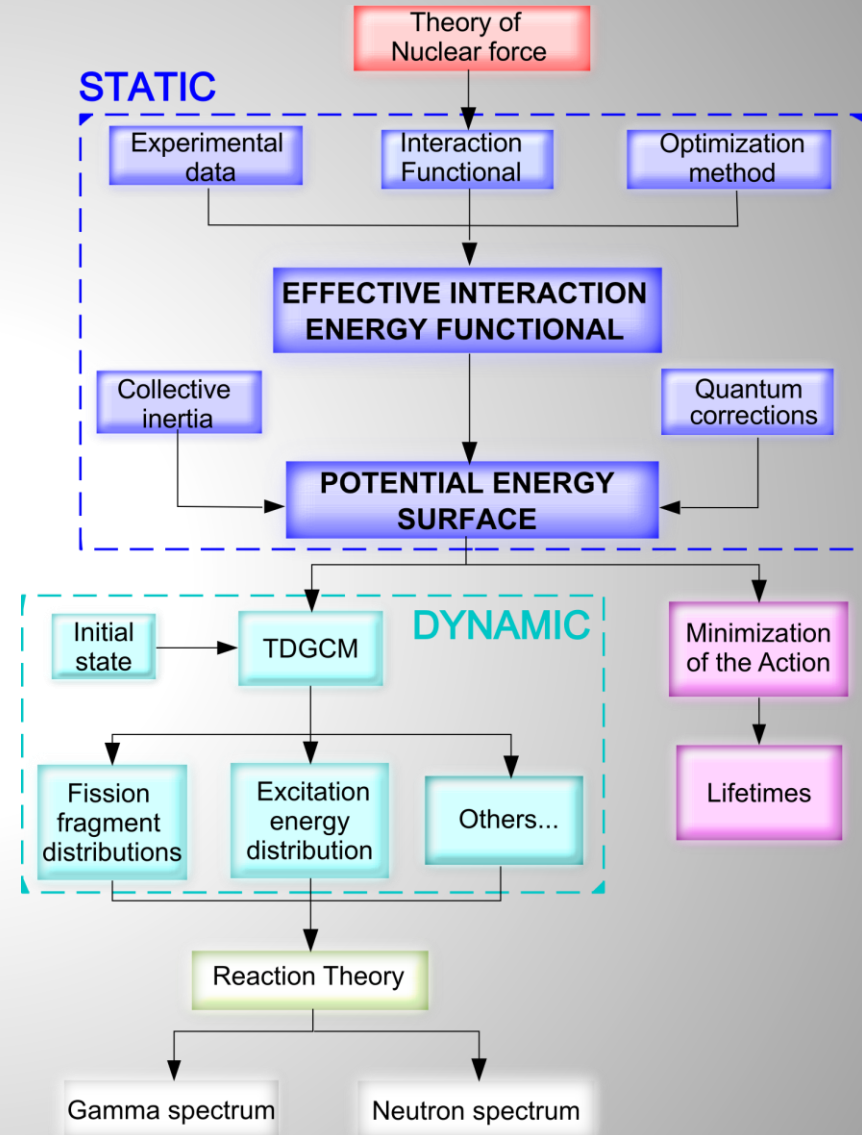 Theory of
Nuclear force
STATIC
Experimental
data
Interaction
Functional
Optimization
method
EFFECTIVE INTERACTION
ENERGY FUNCTIONAL
Collective
inertia
Quantum
corrections
POTENTIAL ENERGY
SURFACE
DYNAMIC
Initial
state
TDGCM
Minimization
of the Action
Fission
fragment
distributions
Excitation
energy
distribution
Others...
Lifetimes
Reaction Theory
Gamma spectrum
Neutron spectrum